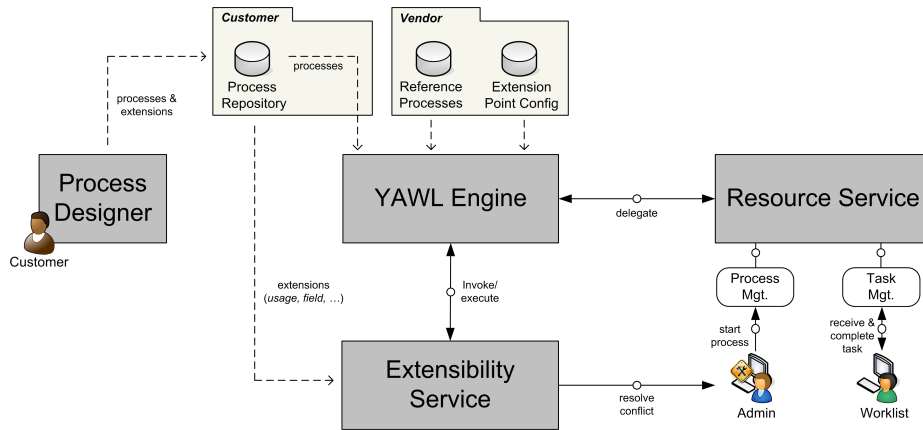 Customer
Vendor
Process
Repository
processes
Reference
Processes
Extension
Point Config
processes &
extensions
Process
Designer
Customer
YAWL Engine
delegate
Resource Service
Process
Mgt.
Task
Mgt.
extensions
(usage, field, …)
Invoke/
execute
start
process
receive &
complete
task
Extensibility
Service
resolve
conflict
Admin
Worklist